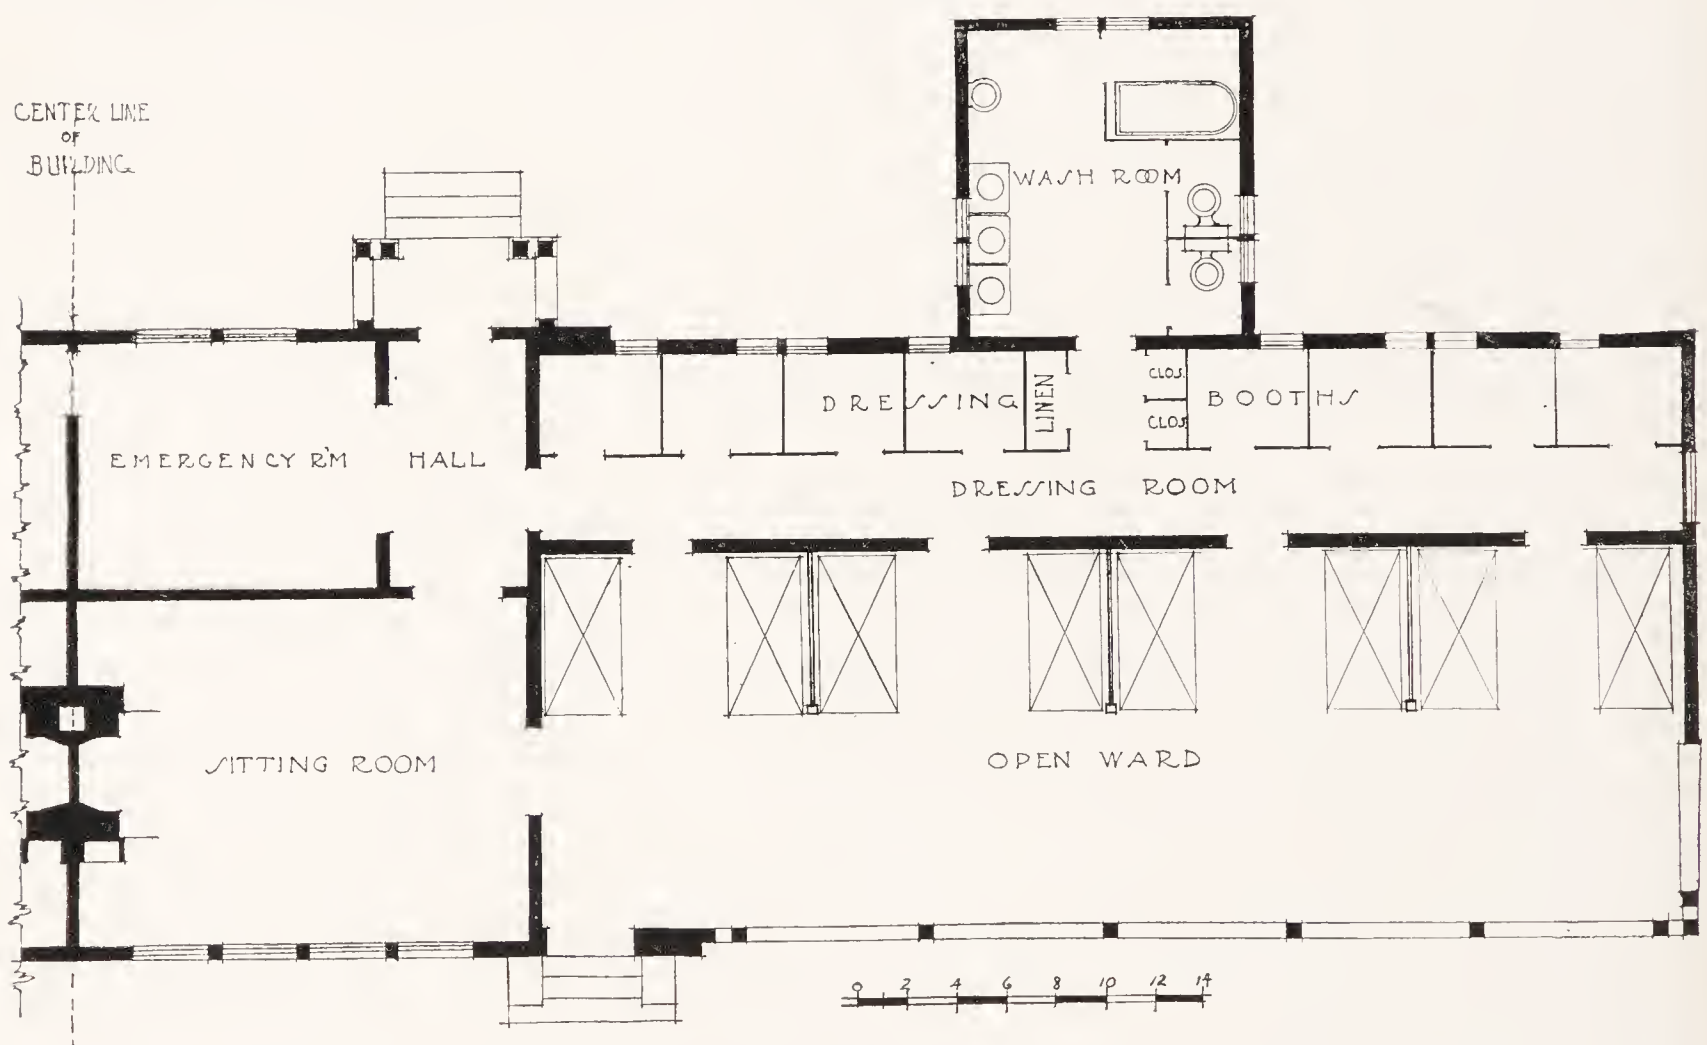 CENTER LINE
OF
BUILDING
WASH ROOM
DRESSING
LINEN
CLOS.
CLOS.
BOOTHS
EMERGENCY R'M
HALL
DRESSING ROOM
SITTING ROOM
OPEN WARD
0 2 4 6 8 10 12 14